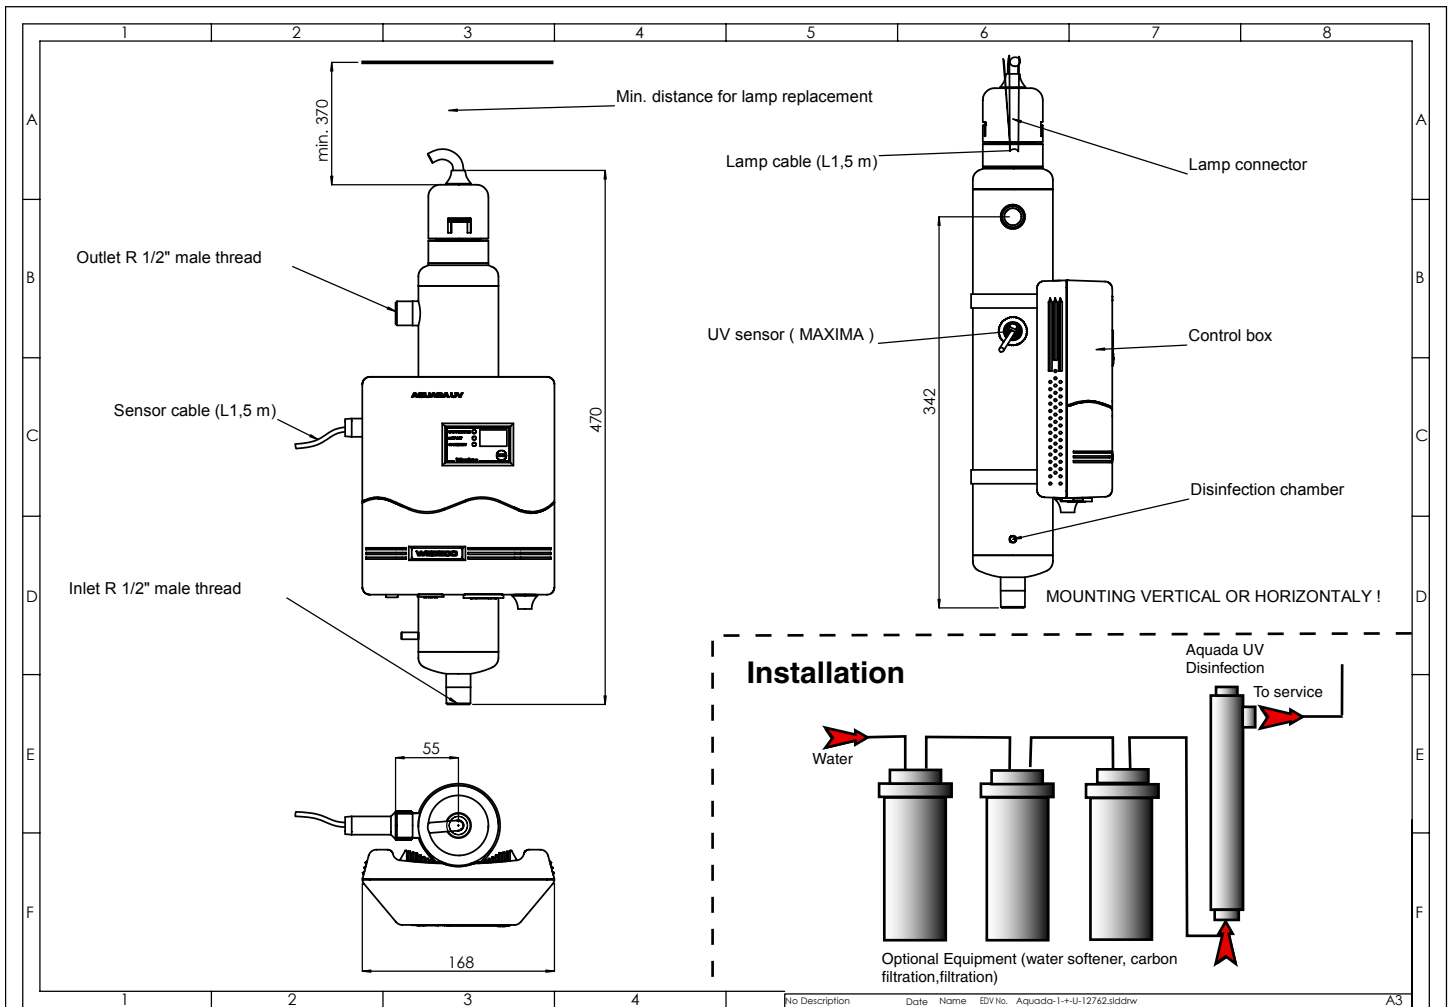 1 2 3 4 5 6 7 8
A
B
C
D
E
F
A
B
C
D
E
F
min. 370
Min. distance for lamp replacement
Outlet R 1/2" male thread
Sensor cable (L1,5 m)
AQUADA UV
WEDECO
470
Inlet R 1/2" male thread
55
168
Lamp cable (L1,5 m)
Lamp connector
UV sensor ( MAXIMA )
Control box
342
Disinfection chamber
MOUNTING VERTICAL OR HORIZONTALY !
Installation
Aquada UV
Disinfection
To service
Water
Optional Equipment (water softener, carbon
filtration,filtration)
1 2 3 4
No Description Date Name EDV No. Aquada-1-+-U-12762.slddrw A3